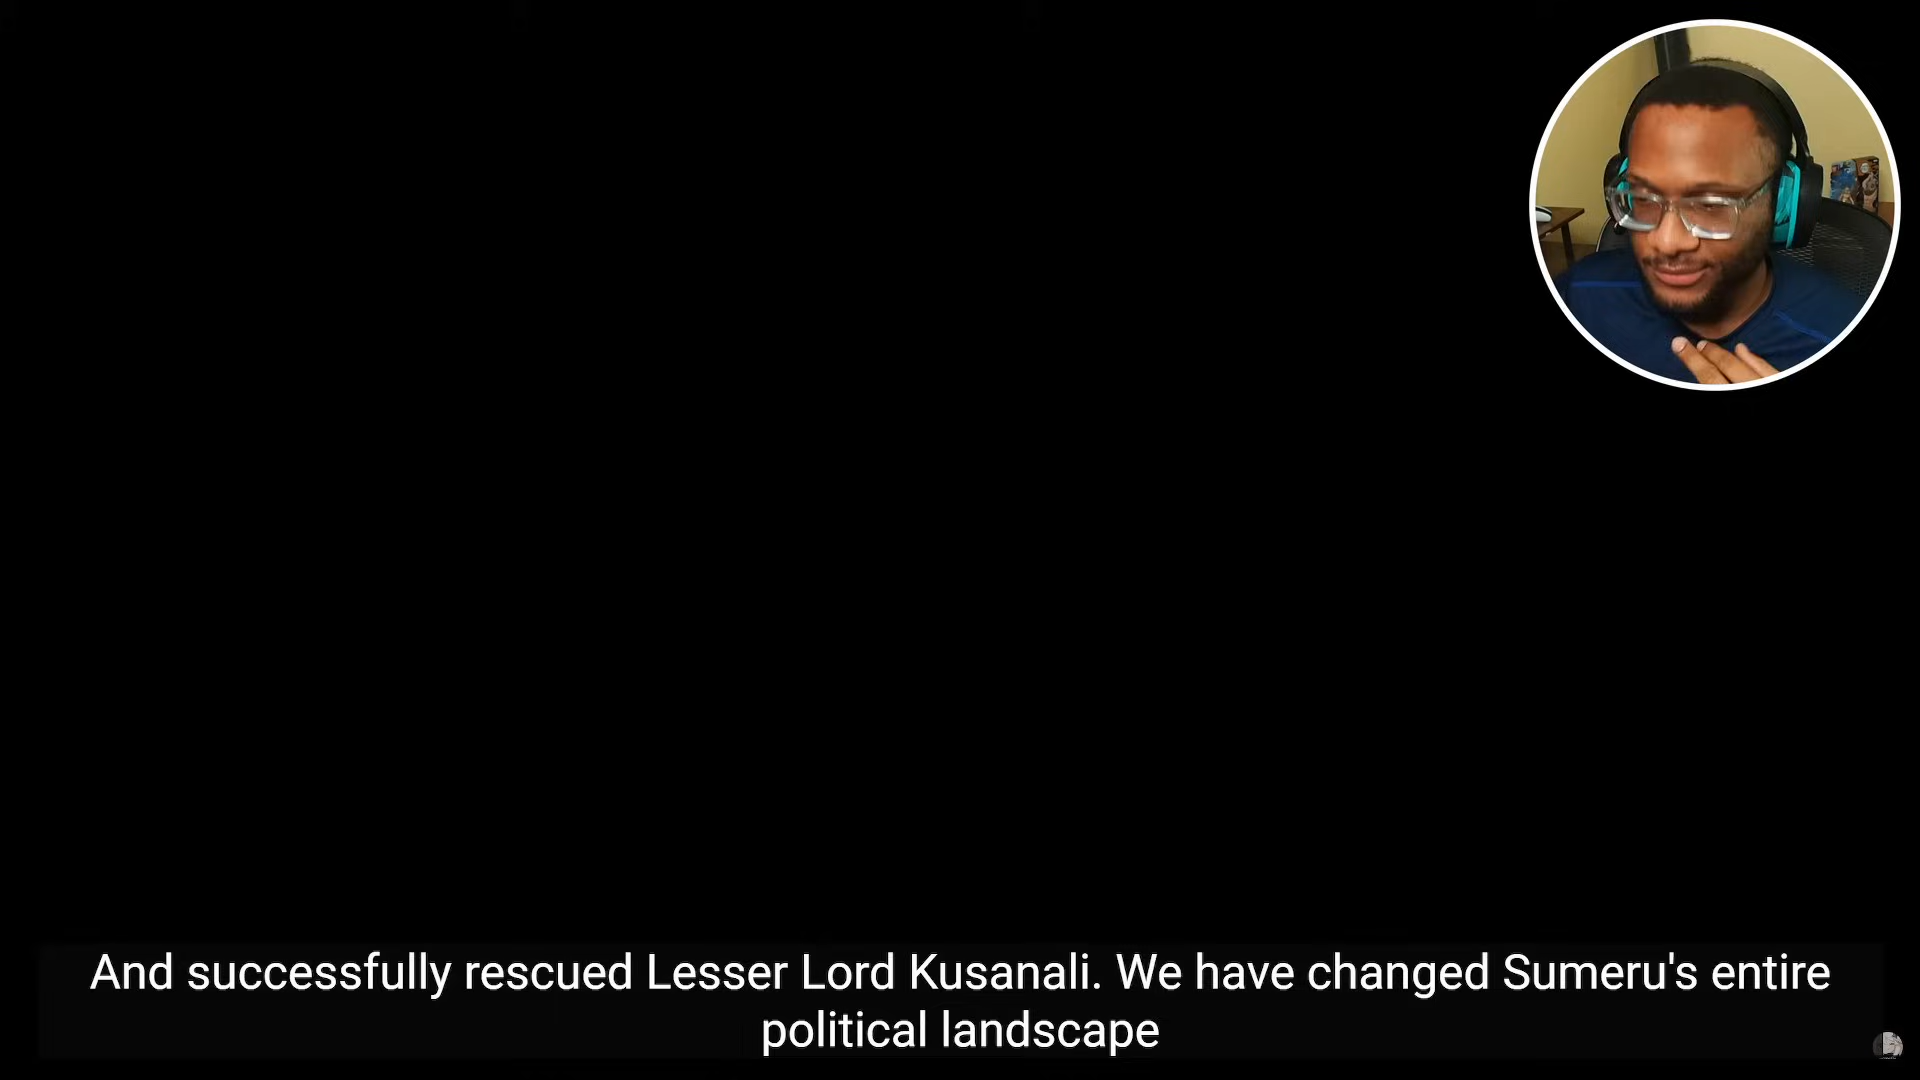 And successfully rescued Lesser Lord Kusanali. We have changed Sumeru's entire
political landscape